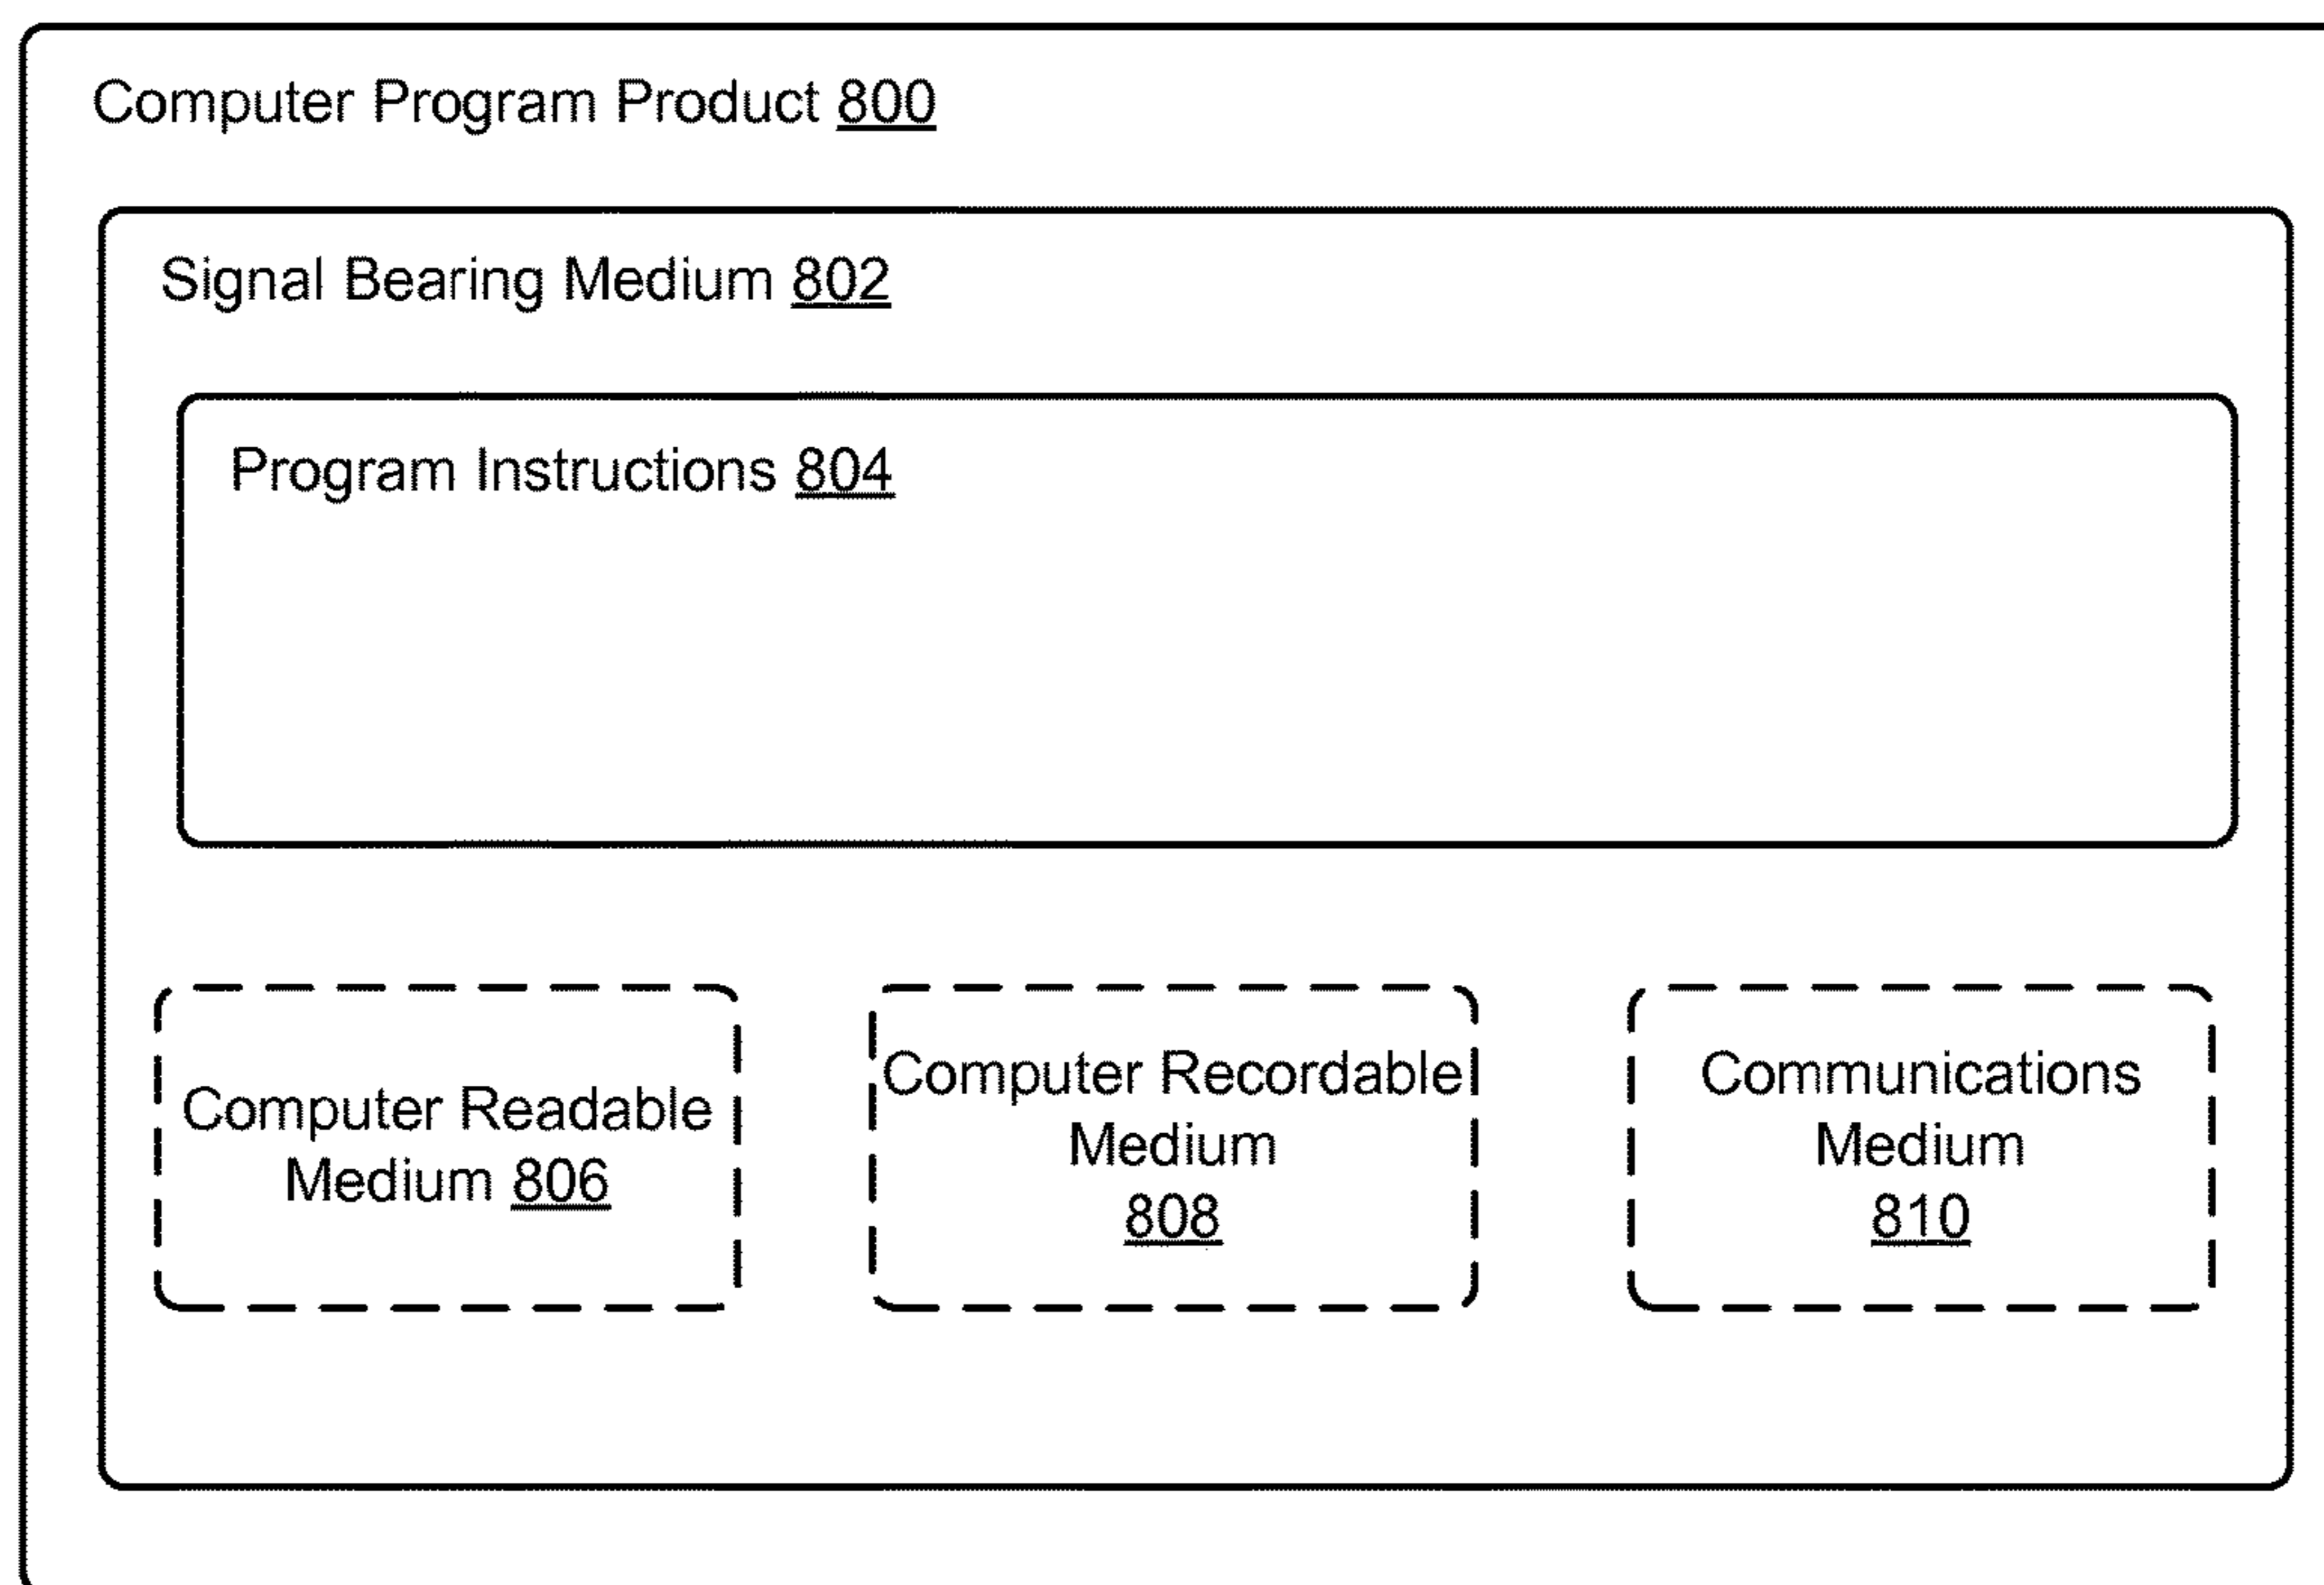 Computer Program Product 800
Signal Bearing Medium 802
Program Instructions 804
Computer Readable
Medium 806
Computer Recordable
Medium
808
Communications
Medium
810